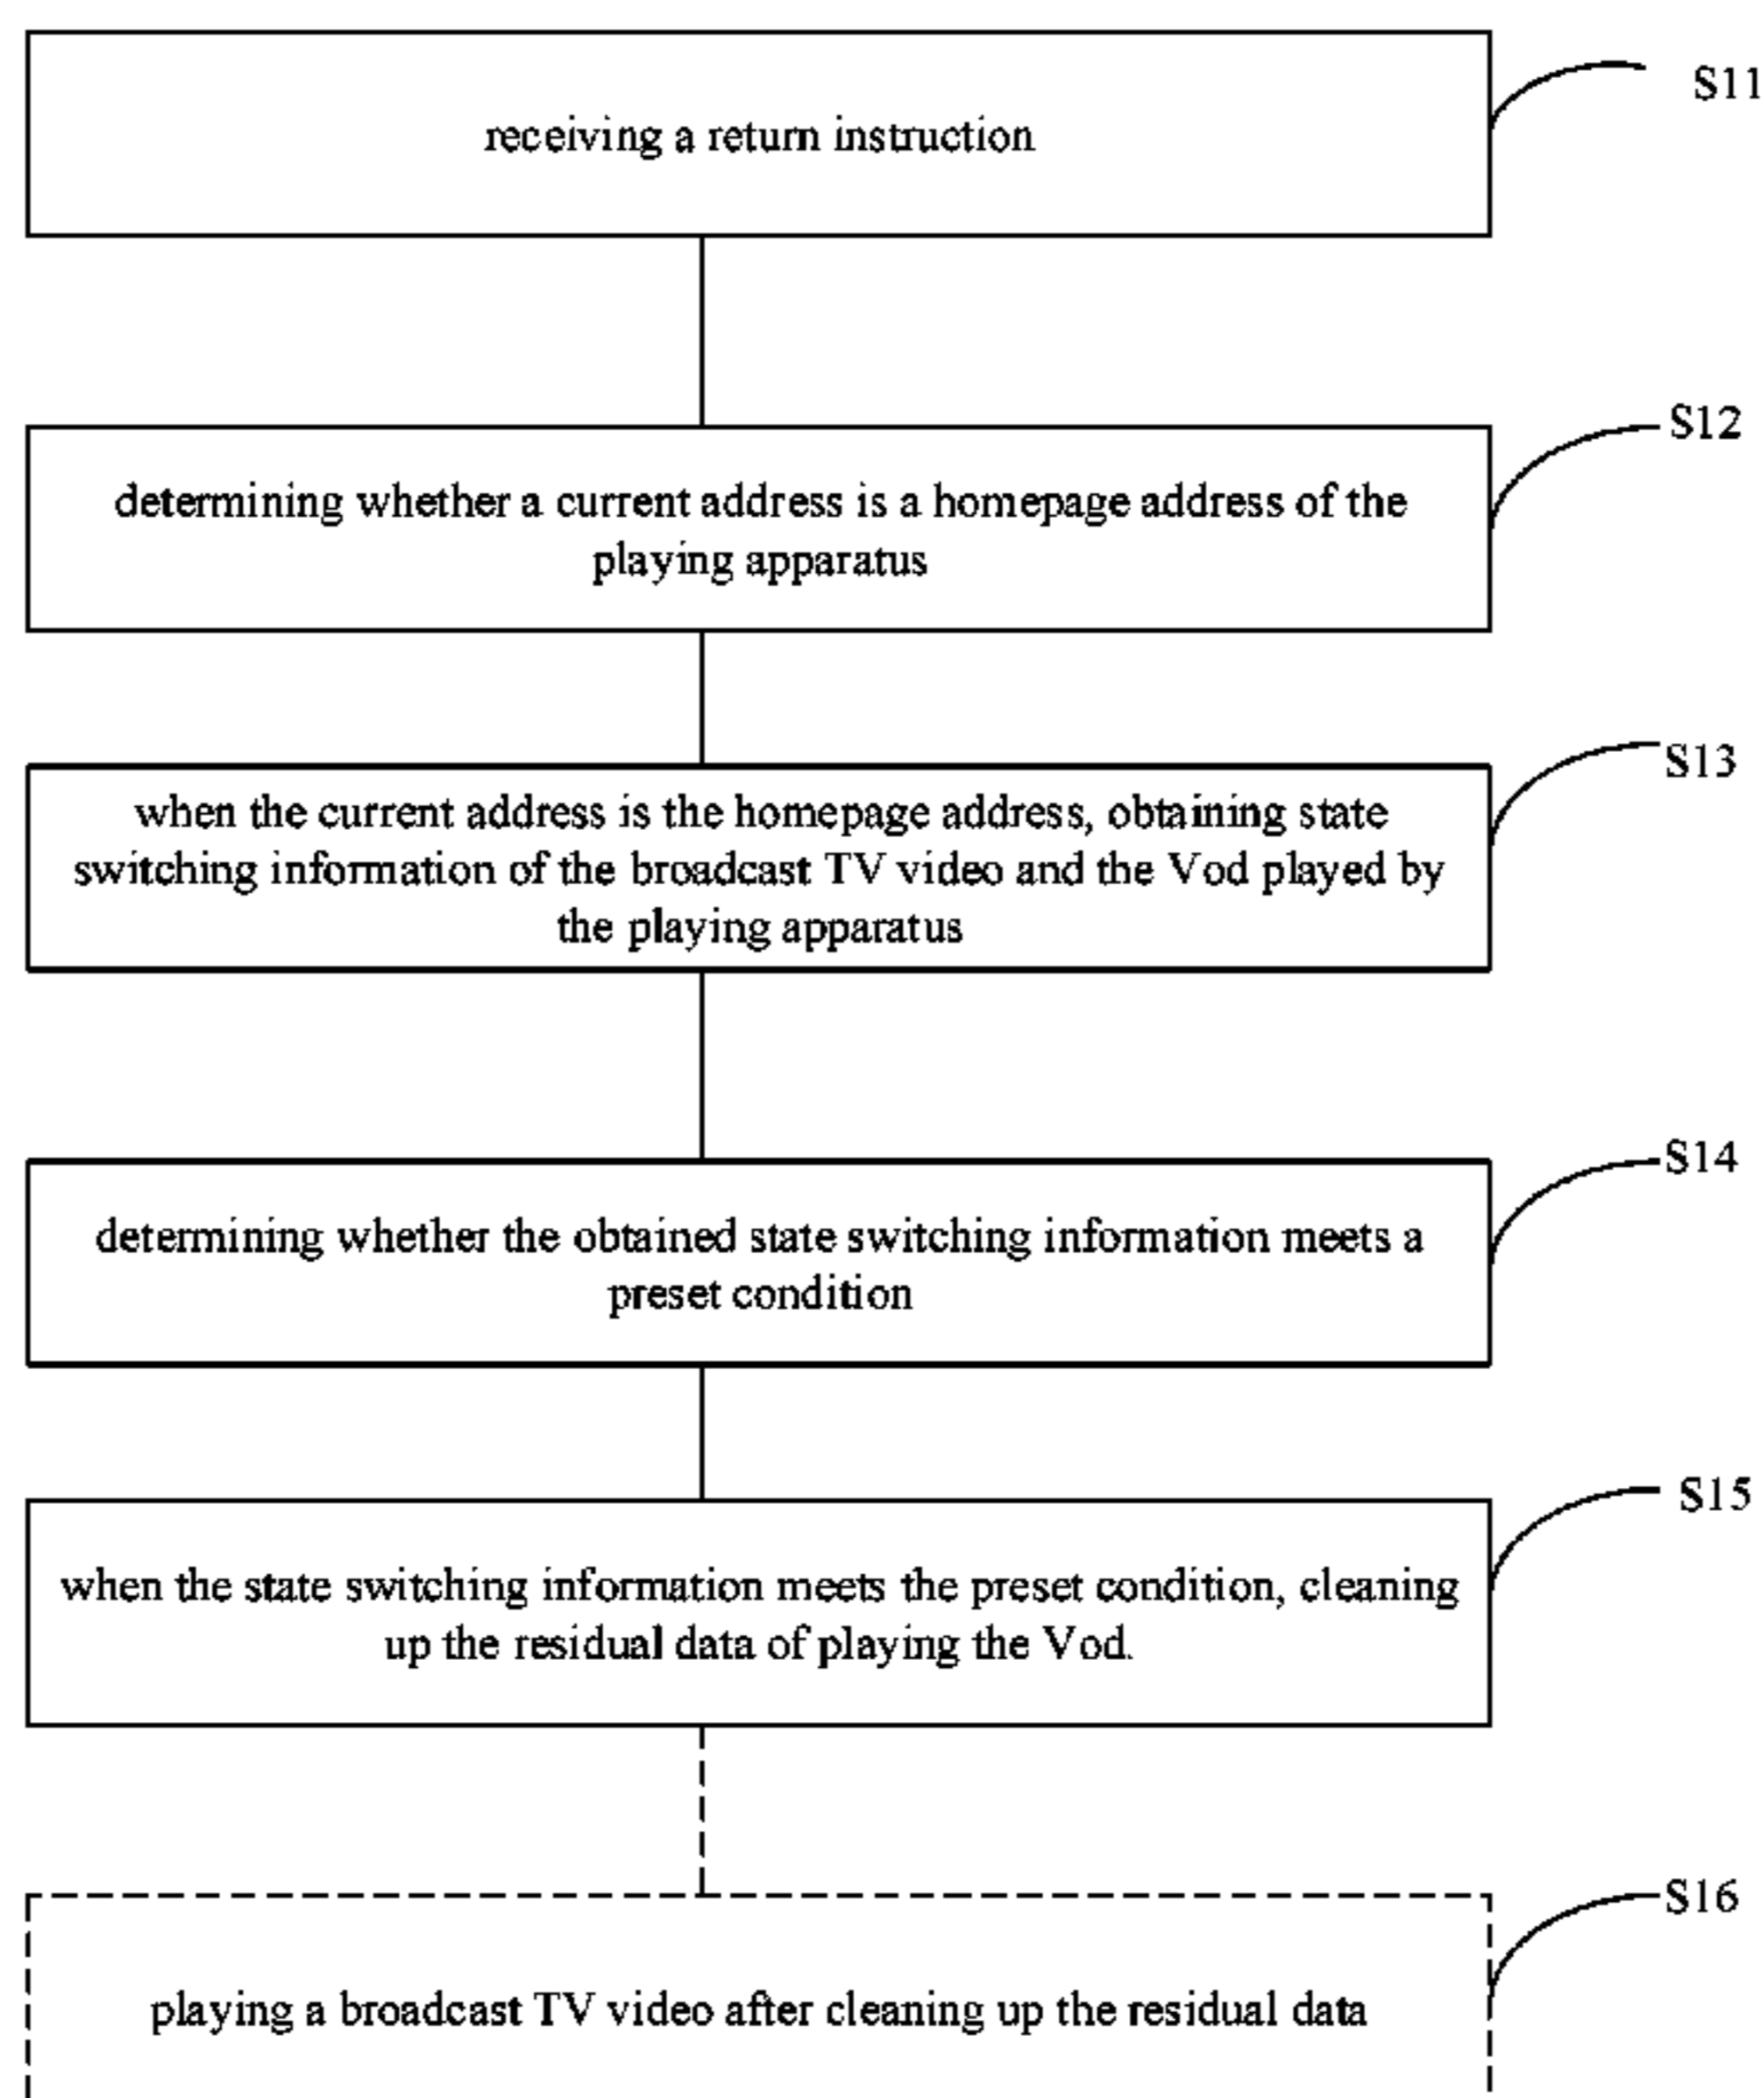 receiving a return instruction
S11
determining whether a current address is a homepage address of the
playing apparatus
S12
when the current address is the homepage address, obtaining state
switching information of the broadcast TV video and the Vod played by
the playing apparatus
S13
determining whether the obtained state switching information meets a
preset condition
S14
when the state switching information meets the preset condition, cleaning
up the residual data of playing the Vod.
S15
playing a broadcast TV video after cleaning up the residual data
S16